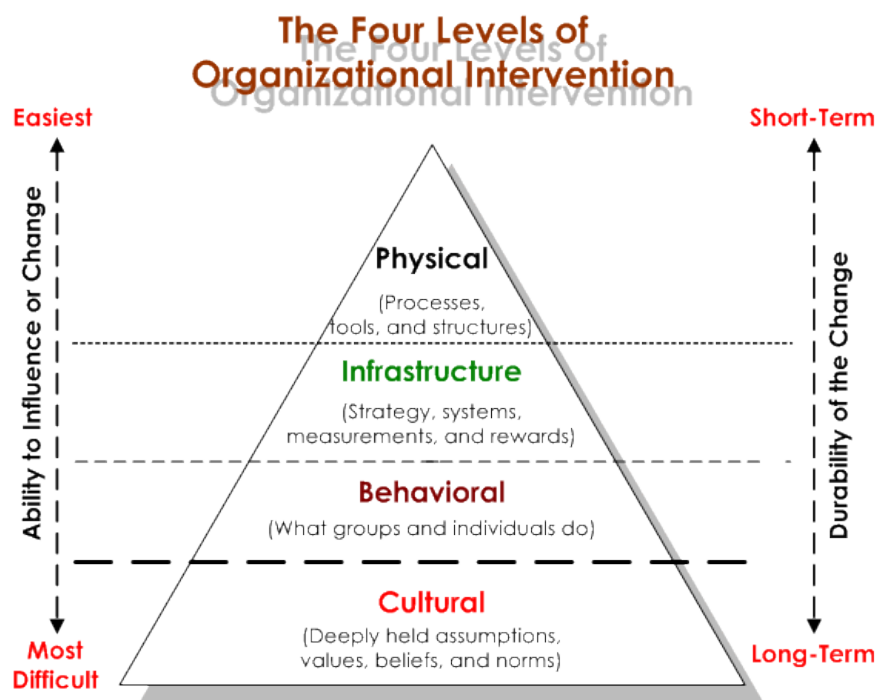 The Four Levels of
Organizational Intervention
Easiest
Short-Term
Ability to Influence or Change
Durability of the Change
Physical
(Processes,
tools, and structures)
Infrastructure
(Strategy, systems,
measurements, and rewards)
Behavioral
(What groups and individuals do)
Cultural
(Deeply held assumptions,
values, beliefs, and norms)
Most
Difficult
Long-Term